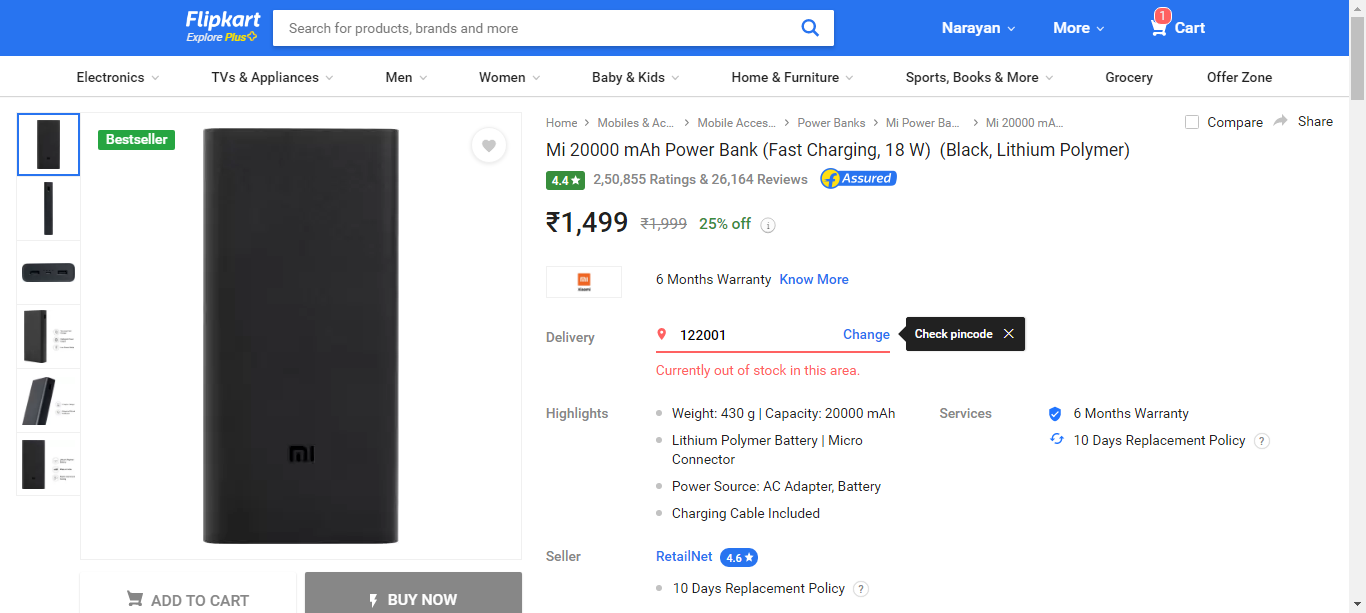 Flipkart
Explore Plus
Search for products, brands and more
Narayan
More
1
Cart
Electronics
TVs & Appliances
Men
Women
Baby & Kids
Home & Furniture
Sports, Books & More
Grocery
Offer Zone
Bestseller
mi
Home > Mobiles & Ac... > Mobile Acces... > Power Banks > Mi Power Ba... > Mi 20000 mA...
Compare
Share
Mi 20000 mAh Power Bank (Fast Charging, 18 W) (Black, Lithium Polymer)
4.4★ 2,50,855 Ratings & 26,164 Reviews f Assured
₹1,499 ₹1,999 25% off i
mi
6 Months Warranty Know More
Delivery
122001
Change
Check pincode
Currently out of stock in this area.
Highlights
Weight: 430 g | Capacity: 20000 mAh
Lithium Polymer Battery | Micro
Connector
Power Source: AC Adapter, Battery
Charging Cable Included
Services
6 Months Warranty
10 Days Replacement Policy ?
Seller
RetailNet 4.6★
10 Days Replacement Policy ?
ADD TO CART
BUY NOW